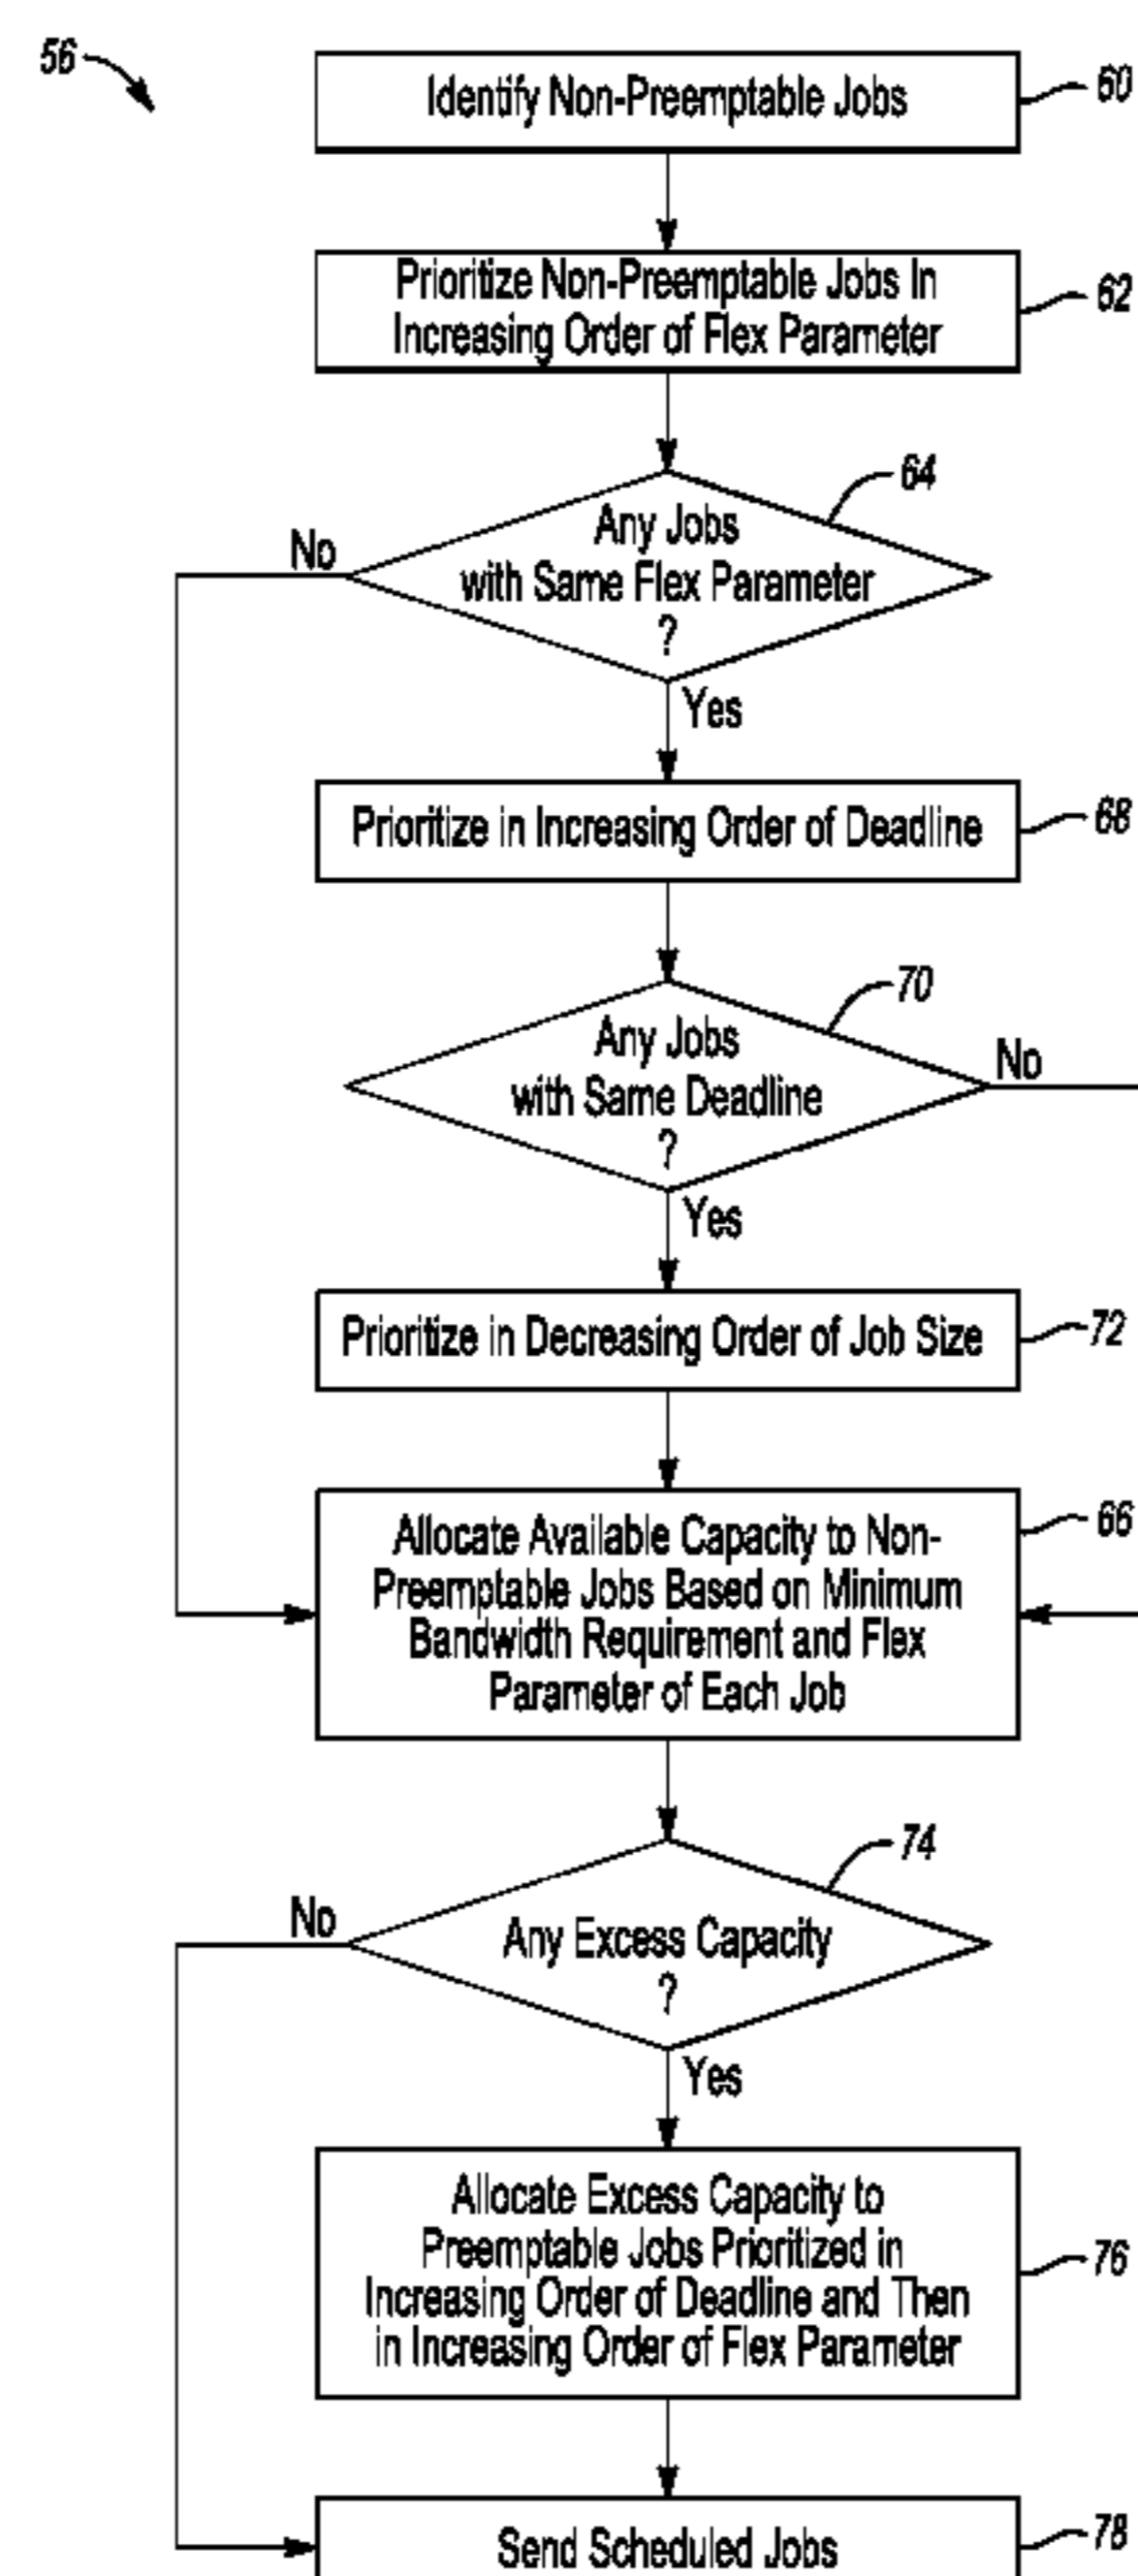 56
Identify Non-Preemptable Jobs
60
Prioritize Non-Preemptable Jobs In
Increasing Order of Flex Parameter
62
64
Any Jobs
with Same Flex Parameter
?
No
Yes
Prioritize in Increasing Order of Deadline
68
70
Any Jobs
with Same Deadline
?
No
Yes
Prioritize in Decreasing Order of Job Size
72
Allocate Available Capacity to Non-
Preemptable Jobs Based on Minimum
Bandwidth Requirement and Flex
Parameter of Each Job
66
74
Any Excess Capacity
?
No
Yes
Allocate Excess Capacity to
Preemptable Jobs Prioritized in
Increasing Order of Deadline and Then
in Increasing Order of Flex Parameter
76
Send Scheduled Jobs
78